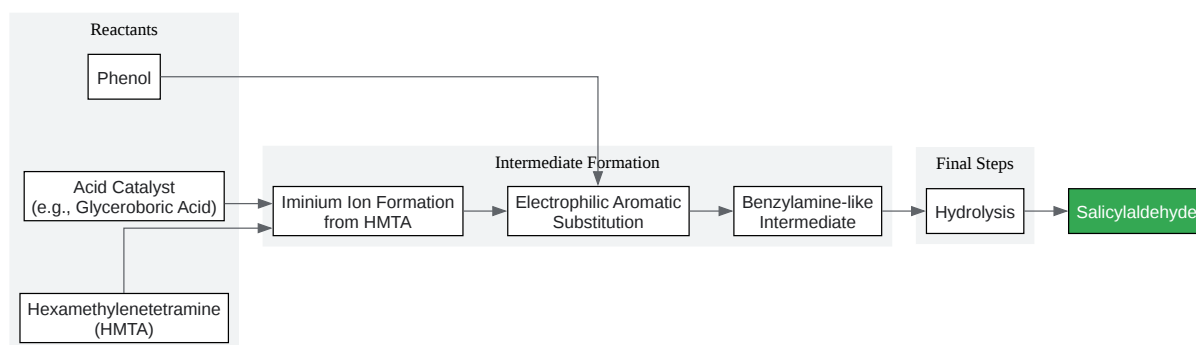 Reactants
Phenol
Acid Catalyst
(e.g., Glyceroboric Acid)
Hexamethylenetetramine
(HMTA)
Intermediate Formation
Iminium Ion Formation
from HMTA
Electrophilic Aromatic
Substitution
Benzylamine-like
Intermediate
Final Steps
Hydrolysis
Salicylaldehyde